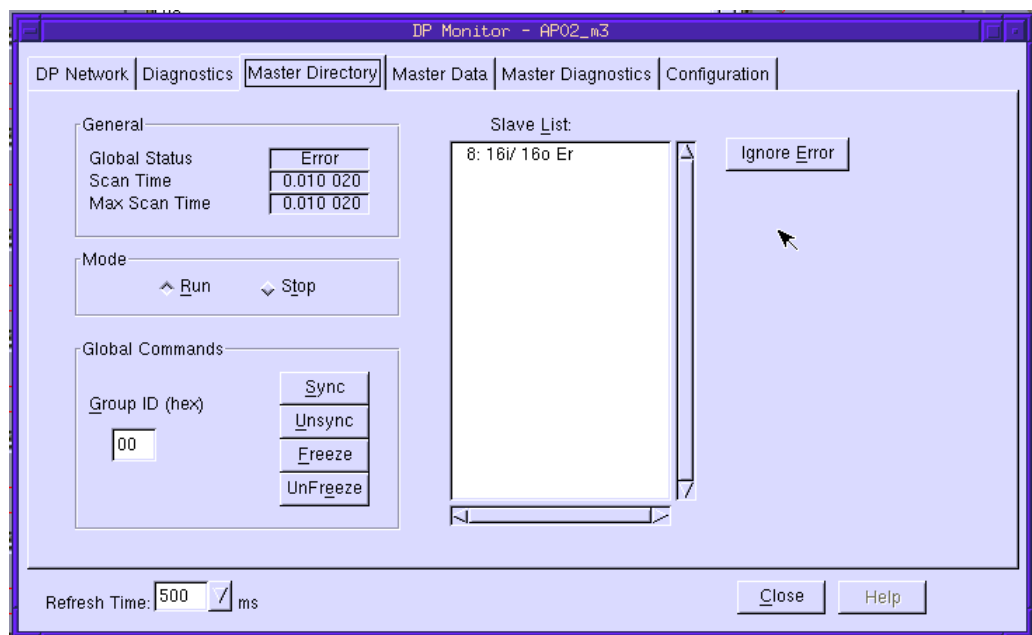 DP Monitor - AP02_m3
DP Network Diagnostics Master Directory Master Data Master Diagnostics Configuration
General
Global Status Error
Scan Time 0.010 020
Max Scan Time 0.010 020
Mode
Run Stop
Global Commands
Group ID (hex)
00
Sync
Unsync
Freeze
UnFreeze
Slave List:
8: 16i/ 16o Er
Ignore Error
Refresh Time: 500 ms
Close Help